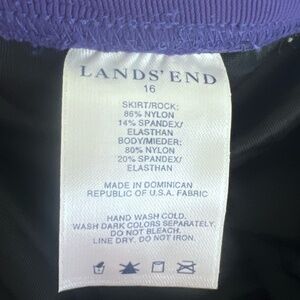 LANDS' END
16
SKIRT/ROCK:
86% NYLON
14% SPANDEX/
ELASTHAN
BODY/MIEDER:
80% NYLON
20% SPANDEX/
ELASTHAN
MADE IN DOMINICAN
REPUBLIC OF U.S.A. FABRIC
HAND WASH COLD.
WASH DARK COLORS SEPARATELY.
DO NOT BLEACH.
LINE DRY. DO NOT IRON.